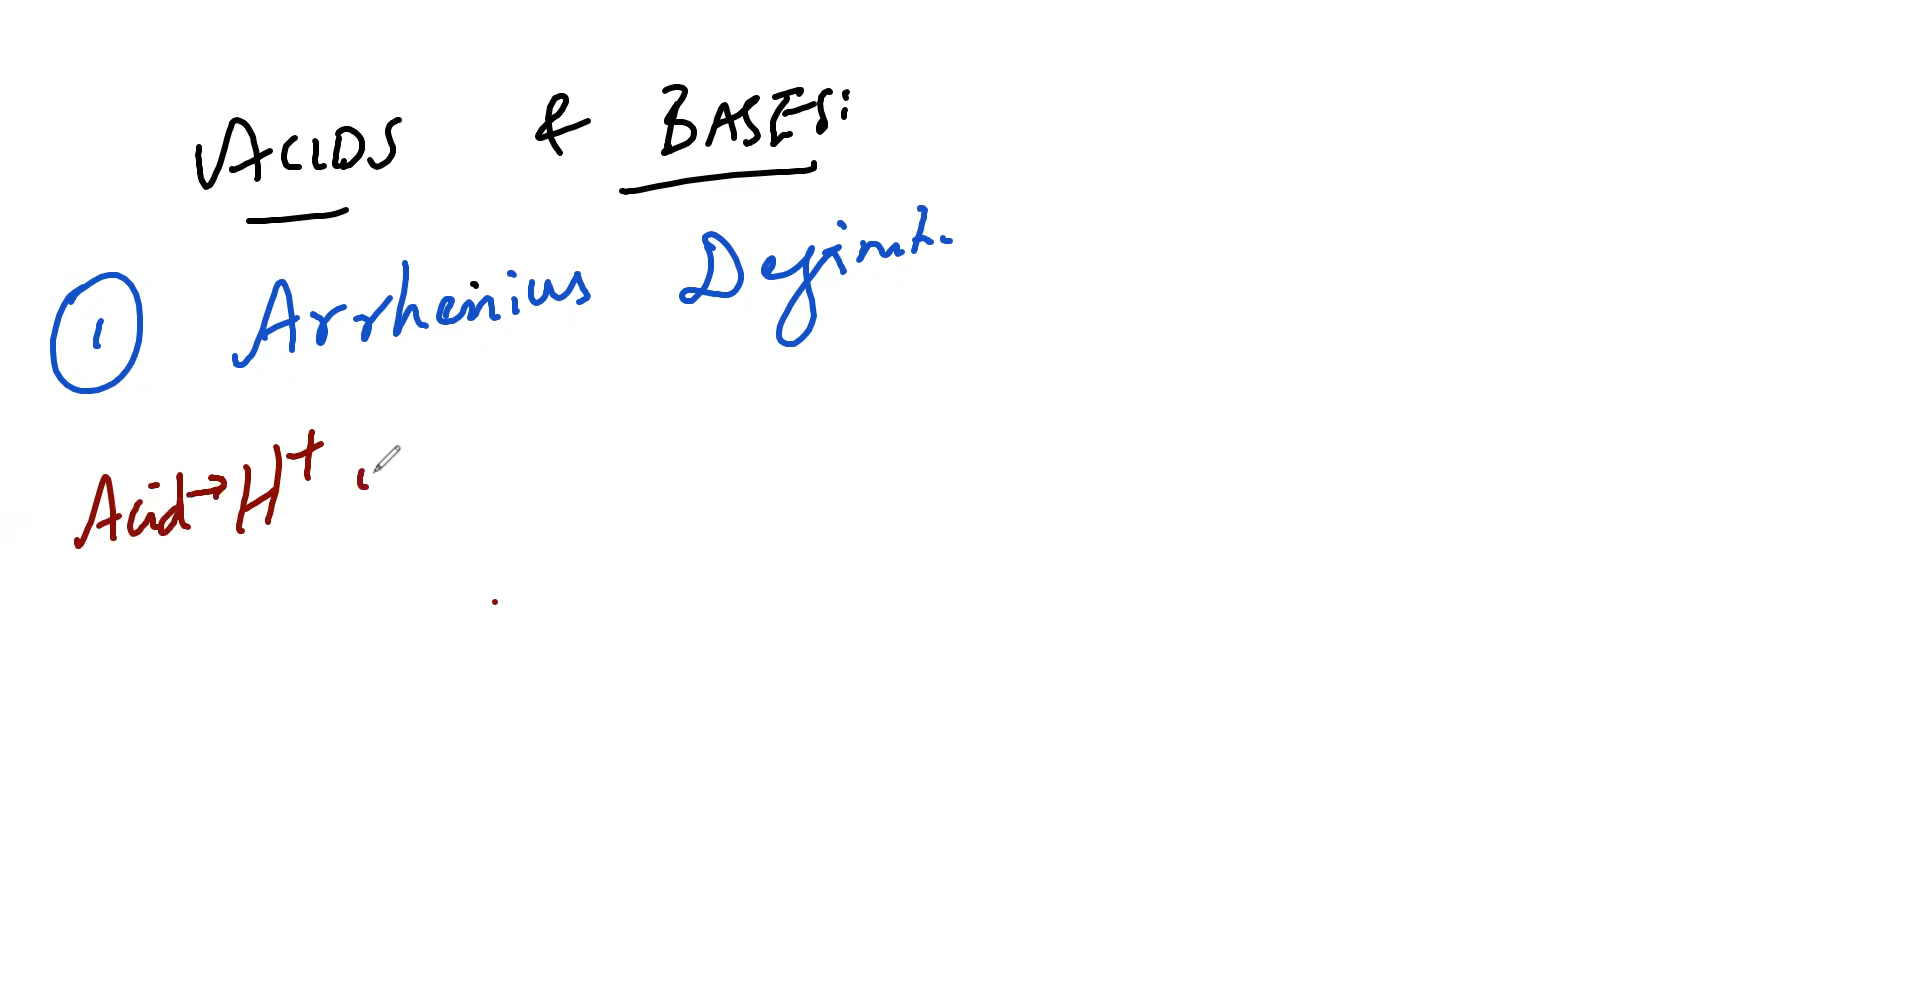 ACIDS & BASES:
1 Arrhenius Definit.
Acid → H⁺